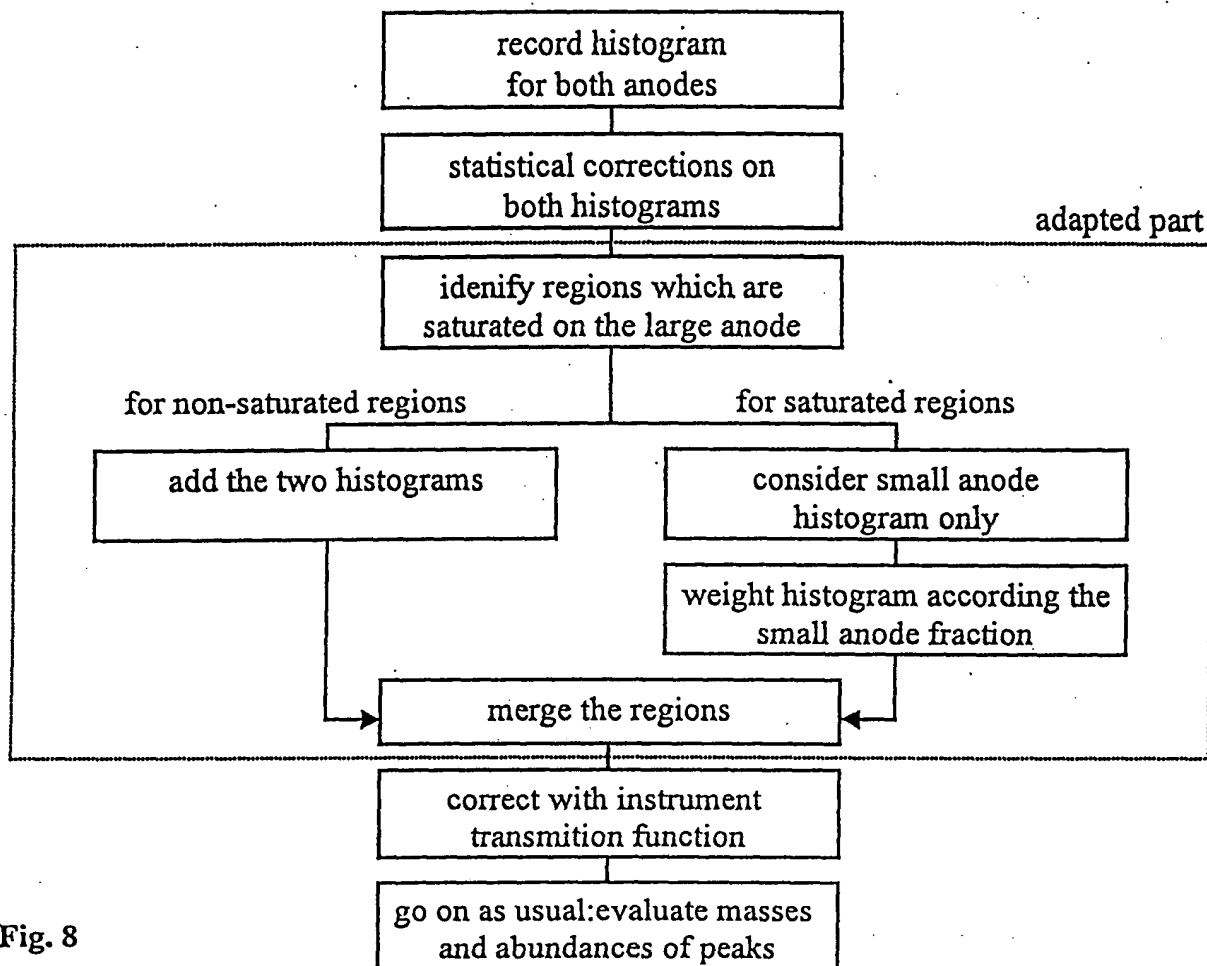 record histogram
for both anodes
statistical corrections on
both histograms
adapted part
idenify regions which are
saturated on the large anode
for non-saturated regions
for saturated regions
add the two histograms
consider small anode
histogram only
weight histogram according the
small anode fraction
merge the regions
correct with instrument
transmition function
go on as usual:evaluate masses
and abundances of peaks
Fig. 8